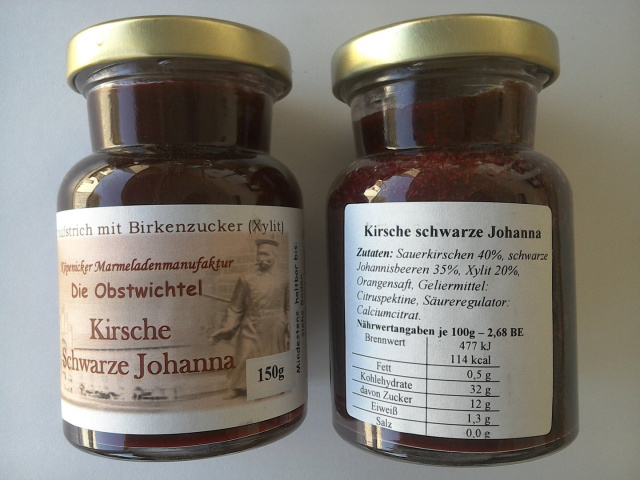 mit Birkenzucker (Xylit)
Marmeladenmanufaktur
Die Obstwichtel
Kirsche
Schwarze Johanna
150g
Mindestens haltbar bis:
Kirsche schwarze Johanna
Zutaten: Sauerkirschen 40%, schwarze
Johannisbeeren 35%, Xylit 20%,
Orangensaft, Geliermittel:
Citruspektine, Säureregulator:
Calciumcitrat.
Nährwertangaben je 100g – 2,68 BE
Brennwert 477 kJ
114 kcal
Fett 0,5 g
Kohlehydrate 32 g
davon Zucker 12 g
Eiweiß 1,3 g
Salz 0,0 g